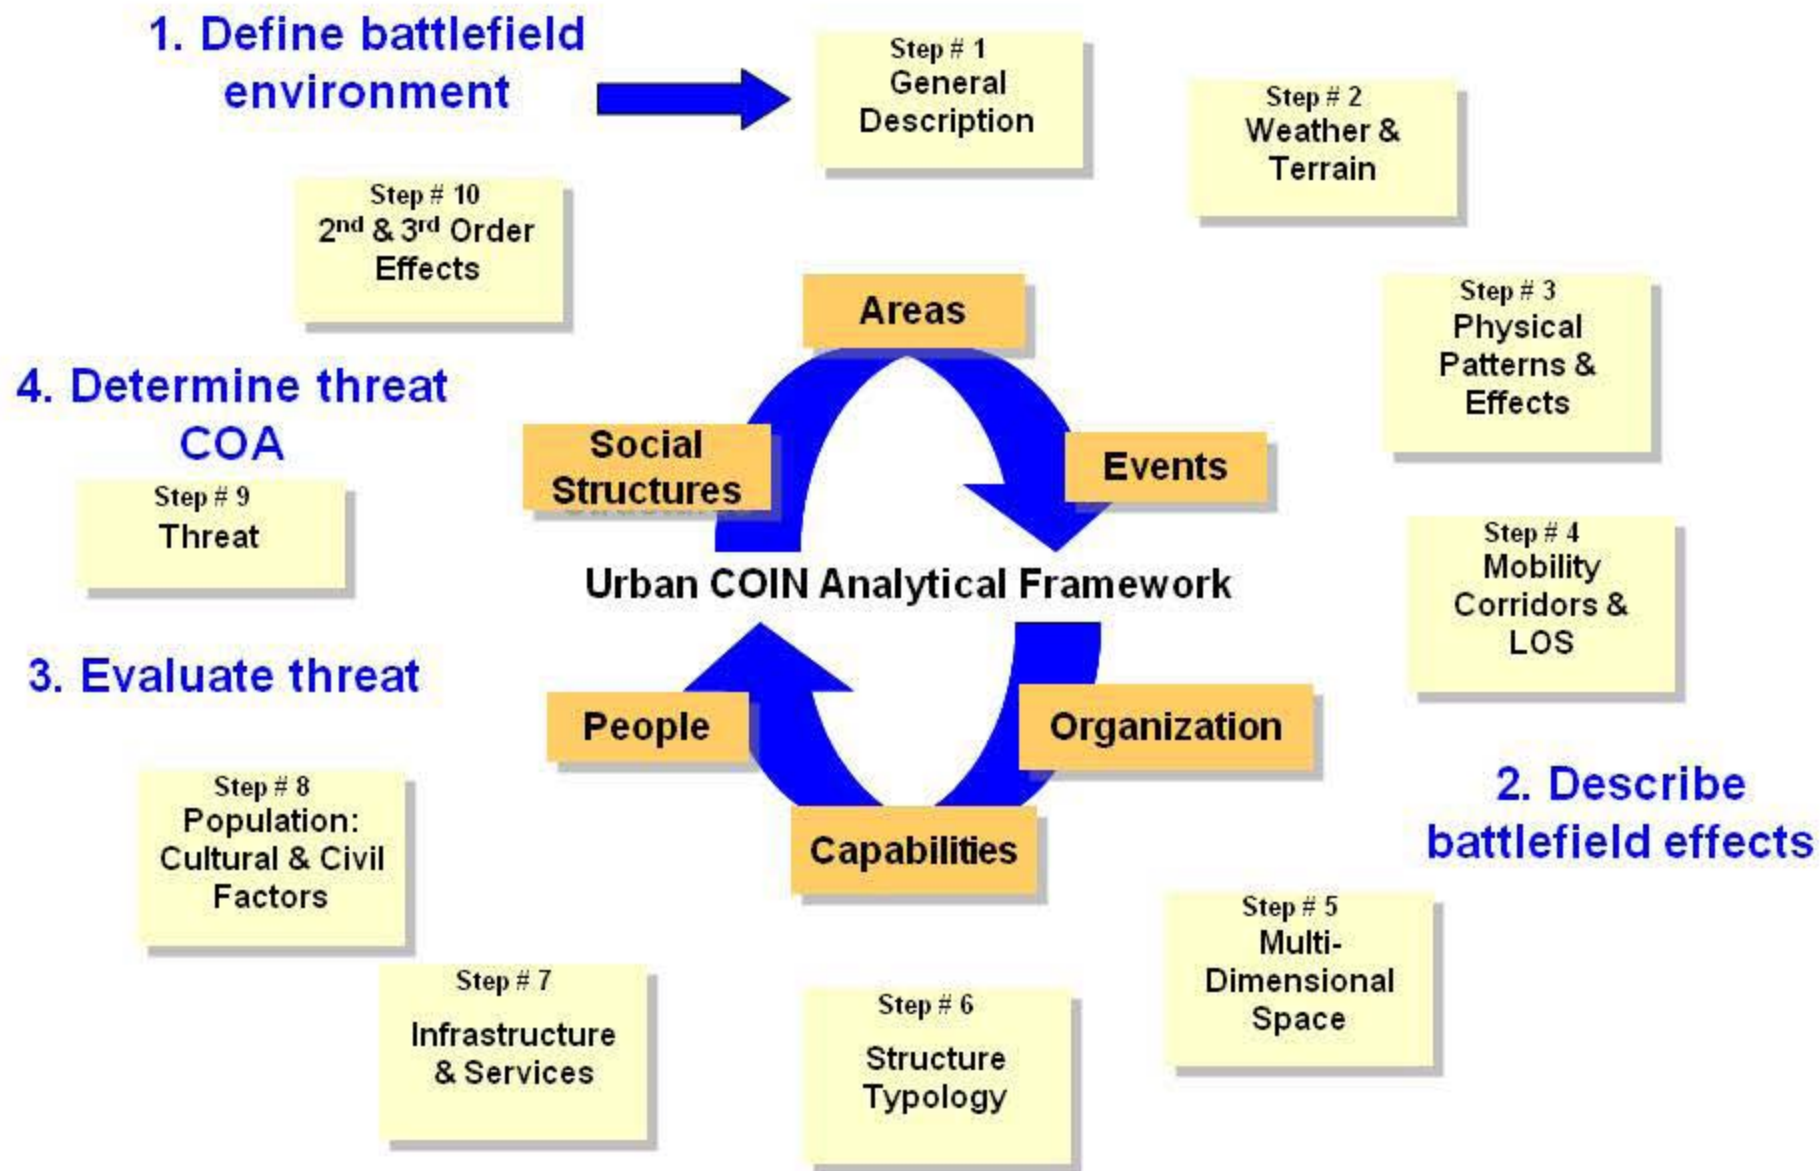 1. Define battlefield
environment
Step # 1
General
Description
Step # 2
Weather &
Terrain
Step # 10
2nd & 3rd Order
Effects
Step # 3
Physical
Patterns &
Effects
Areas
4. Determine threat
COA
Social
Structures
Events
Step # 9
Threat
Step # 4
Mobility
Corridors &
LOS
Urban COIN Analytical Framework
3. Evaluate threat
People
Organization
2. Describe
battlefield effects
Step # 8
Population:
Cultural & Civil
Factors
Capabilities
Step # 5
Multi-
Dimensional
Space
Step # 7
Infrastructure
& Services
Step # 6
Structure
Typology